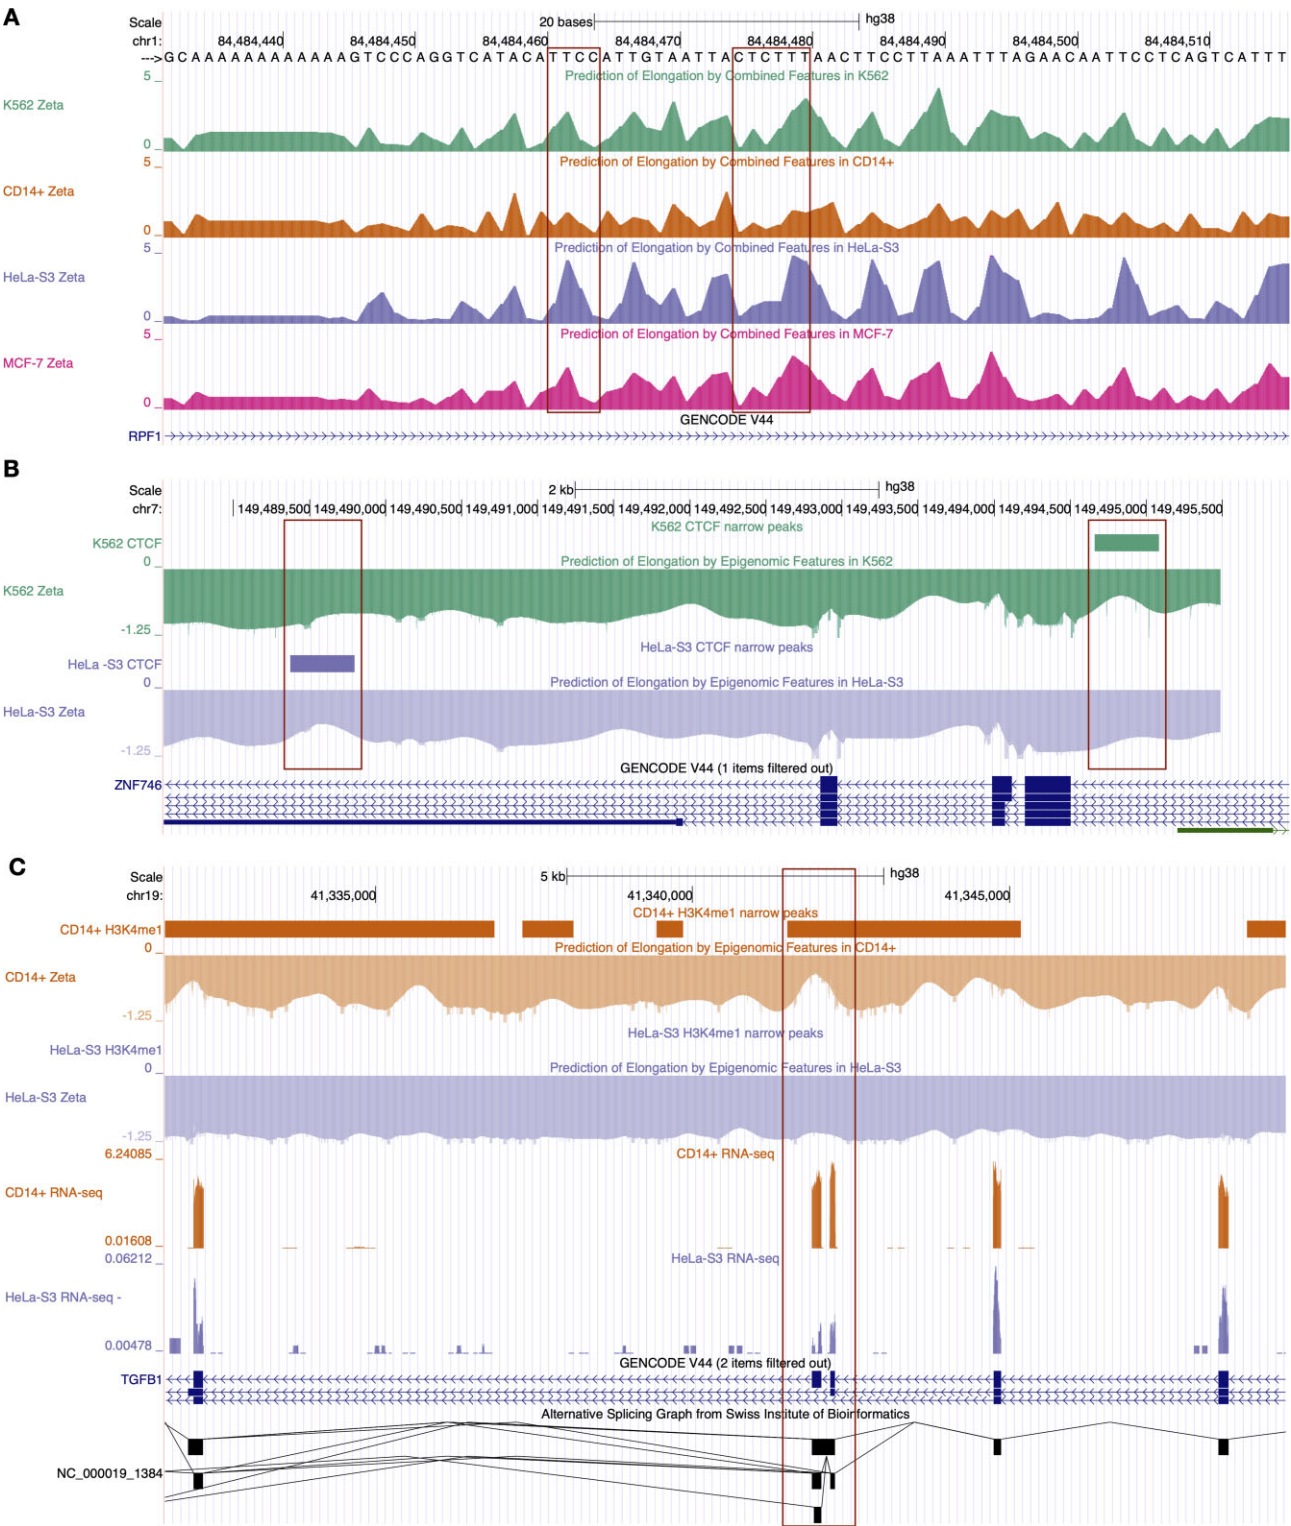 A
Scale 20 bases hg38
chr1: 84,484,440 84,484,450 84,484,460 84,484,470 84,484,480 84,484,490 84,484,500 84,484,510
---> G C A A A A A A A A A A A A G T C C C A G G T C A T A C A T T C C A T T G T A A T T A C T C T T T A A C T T C C T T A A A T T A G A A C A A T T C C T C A G T C A T T T
Prediction of Elongation by Combined Features in K562
5
K562 Zeta
0
Prediction of Elongation by Combined Features in CD14+
5
CD14+ Zeta
0
Prediction of Elongation by Combined Features in HeLa-S3
5
HeLa-S3 Zeta
0
Prediction of Elongation by Combined Features in MCF-7
5
MCF-7 Zeta
0
GENCODE V44
RPF1
B
Scale 2 kb hg38
chr7: 149,489,500 149,490,000 149,490,500 149,491,000 149,491,500 149,492,000 149,492,500 149,493,000 149,493,500 149,494,000 149,494,500 149,495,000 149,495,500
K562 CTCF narrow peaks
K562 CTCF
0 Prediction of Elongation by Epigenomic Features in K562
K562 Zeta
-1.25
HeLa-S3 CTCF narrow peaks
HeLa -S3 CTCF
0 Prediction of Elongation by Epigenomic Features in HeLa-S3
HeLa-S3 Zeta
-1.25
GENCODE V44 (1 items filtered out)
ZNF746
C
Scale 5 kb hg38
chr19: 41,335,000 41,340,000 41,345,000
CD14+ H3K4me1 narrow peaks
CD14+ H3K4me1
0 Prediction of Elongation by Epigenomic Features in CD14+
CD14+ Zeta
-1.25
HeLa-S3 H3K4me1 narrow peaks
HeLa-S3 H3K4me1
0 Prediction of Elongation by Epigenomic Features in HeLa-S3
HeLa-S3 Zeta
-1.25
6.24085 CD14+ RNA-seq
CD14+ RNA-seq
0.01608
0.06212 HeLa-S3 RNA-seq
HeLa-S3 RNA-seq -
0.00478
GENCODE V44 (2 items filtered out)
TGFB1
Alternative Splicing Graph from Swiss Institute of Bioinformatics
NC_000019_1384